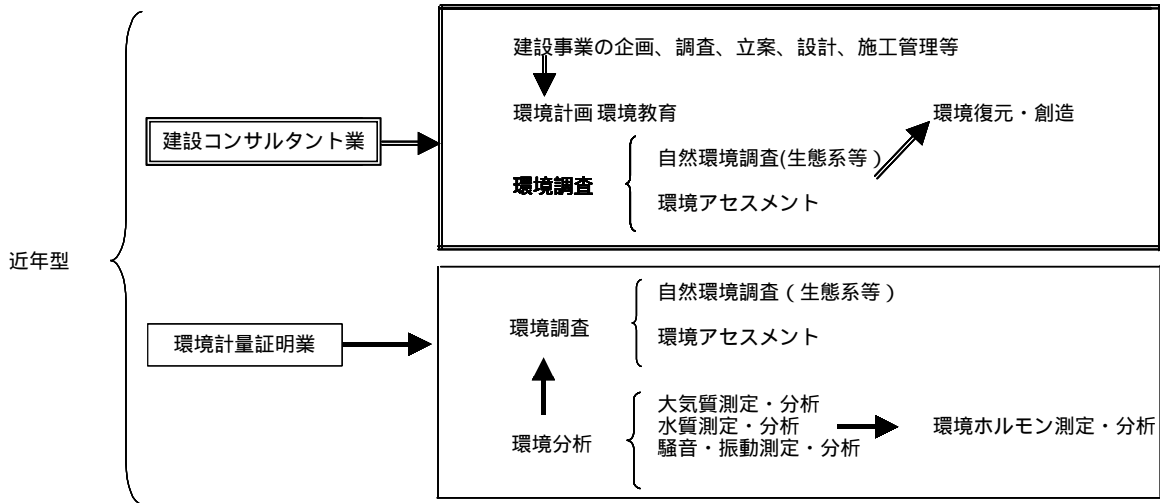 建設事業の企画、調査、立案、設計、施工管理等
環境計画 環境教育
環境復元・創造
建設コンサルタント業
自然環境調査(生態系等）
環境調査
環境アセスメント
近年型
自然環境調査（生態系等）
環境調査
環境計量証明業
環境アセスメント
大気質測定・分析
水質測定・分析
環境ホルモン測定・分析
環境分析
騒音・振動測定・分析